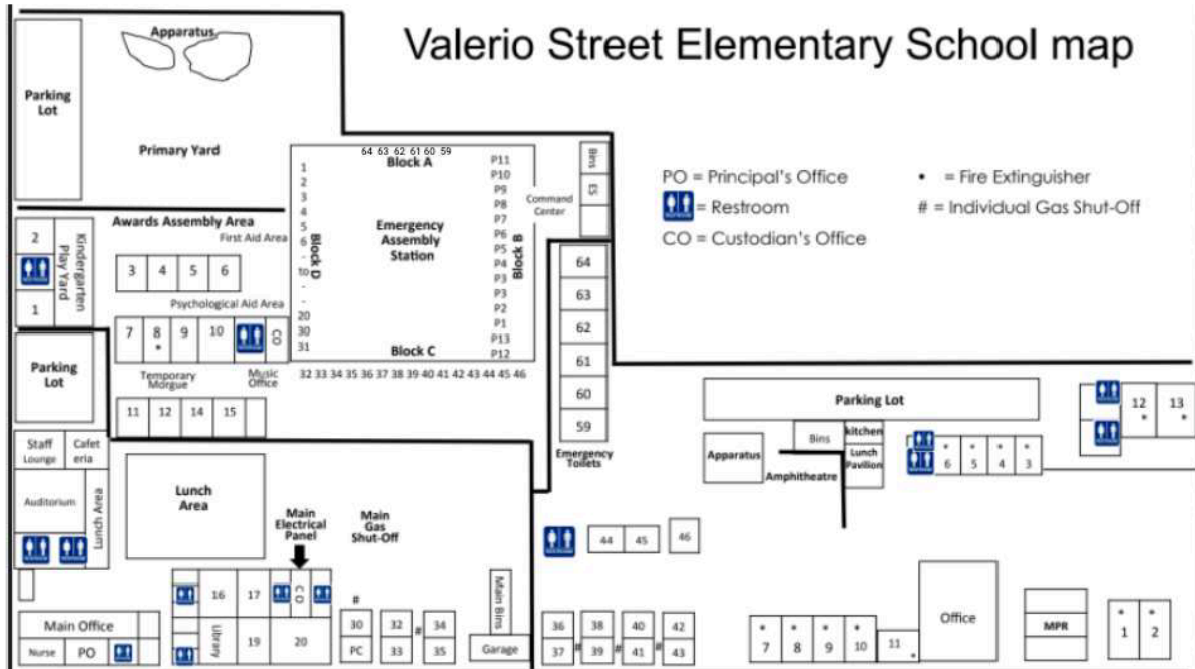 Valerio Street Elementary School map
PO = Principal's Office
RESTROOM = Restroom
CO = Custodian's Office
• = Fire Extinguisher
# = Individual Gas Shut-Off
Apparatus
Parking
Lot
Primary Yard
64 63 62 61 60 59
Block A
1
2
3
4
5
6
-
to
-
-
20
30
31
Block D
Emergency
Assembly
Station
P11
P10
P9
P8
P7
P6
P5
P4
P3
P3
P2
P1
P13
P12
Block B
Block C
32 33 34 35 36 37 38 39 40 41 42 43 44 45 46
Command
Center
Bins
ES
Awards Assembly Area
First Aid Area
2
1
Kindergarten
Play Yard
3 4 5 6
Psychological Aid Area
7 8 • 9 10 CO
Parking
Lot
Temporary
Morgue
Music
Office
11 12 14 15
64
63
62
61
60
59
Emergency
Toilets
Staff
Lounge
Cafet
eria
Auditorium
Lunch Area
Lunch
Area
Main
Electrical
Panel
Main
Gas
Shut-Off
Parking Lot
Apparatus
Bins
kitchen
Lunch
Pavilion
Amphitheatre
• • • •
6 5 4 3
12 13
• •
44 45 46
16 17 CO
Library 19 20
Main Office
Nurse PO
#
30 32 34
#
PC 33 35
Main Bins
Garage
36 38 40 42
# # #
37 39 41 43
• • • •
7 8 9 10 11 •
Office
MPR
• •
1 2